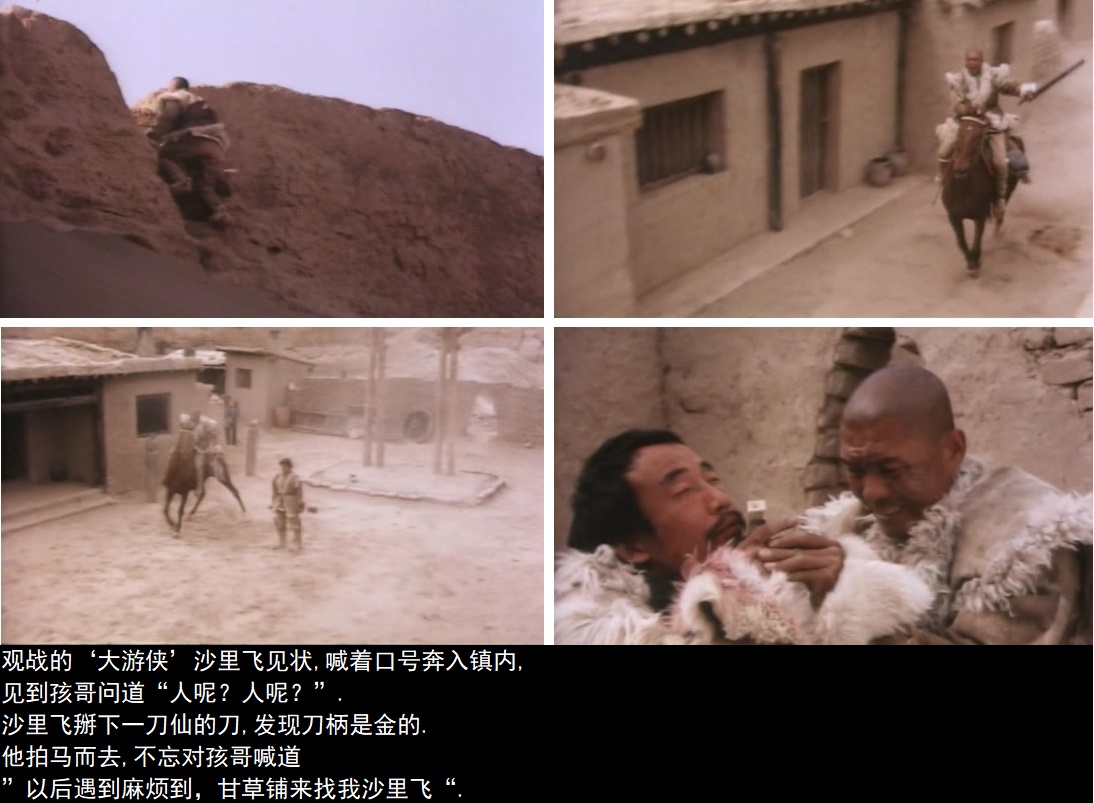 观战的‘大游侠’沙里飞见状,喊着口号奔入镇内,
见到孩哥问道“人呢？人呢？”.
沙里飞掰下一刀仙的刀,发现刀柄是金的.
他拍马而去,不忘对孩哥喊道
”以后遇到麻烦到，甘草铺来找我沙里飞“.